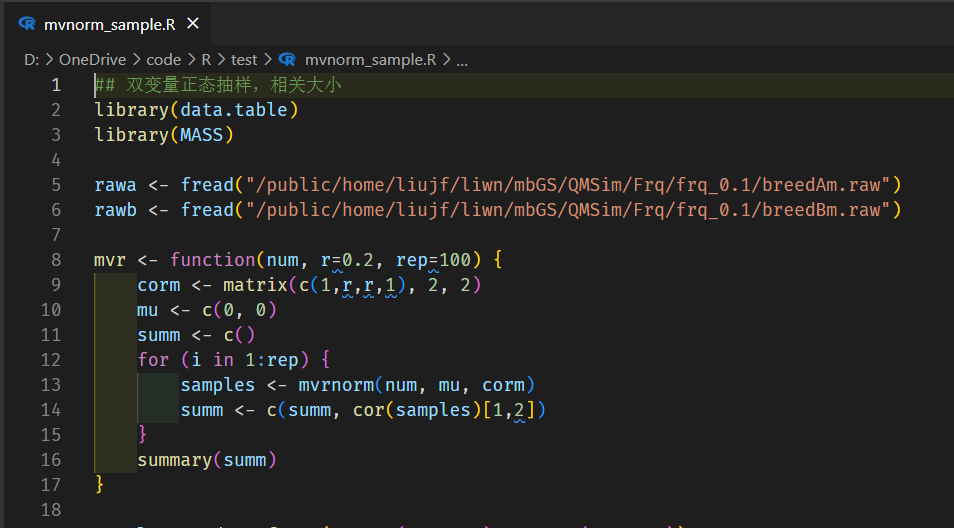 mvnorm_sample.R ×
D: > OneDrive > code > R > test > mvnorm_sample.R > ...
1 ## 双变量正态抽样，相关大小
2 library(data.table)
3 library(MASS)
4
5 rawa <- fread("/public/home/liujf/liwn/mbGS/QMSim/Frq/frq_0.1/breedAm.raw")
6 rawb <- fread("/public/home/liujf/liwn/mbGS/QMSim/Frq/frq_0.1/breedBm.raw")
7
8 mvr <- function(num, r=0.2, rep=100) {
9 corm <- matrix(c(1,r,r,1), 2, 2)
10 mu <- c(0, 0)
11 summ <- c()
12 for (i in 1:rep) {
13 samples <- mvrnorm(num, mu, corm)
14 summ <- c(summ, cor(samples)[1,2])
15 }
16 summary(summ)
17 }
18